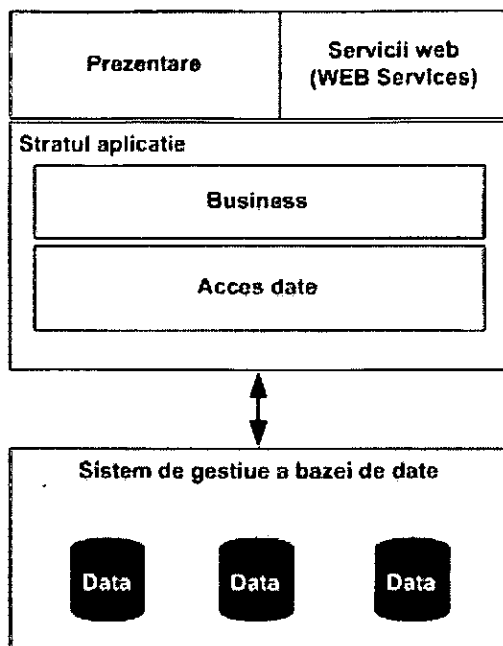 Prezentare
Servicii web
(WEB Services)
Stratul aplicatie
Business
Acces date
Sistem de gestiue a bazei de date
Data
Data
Data